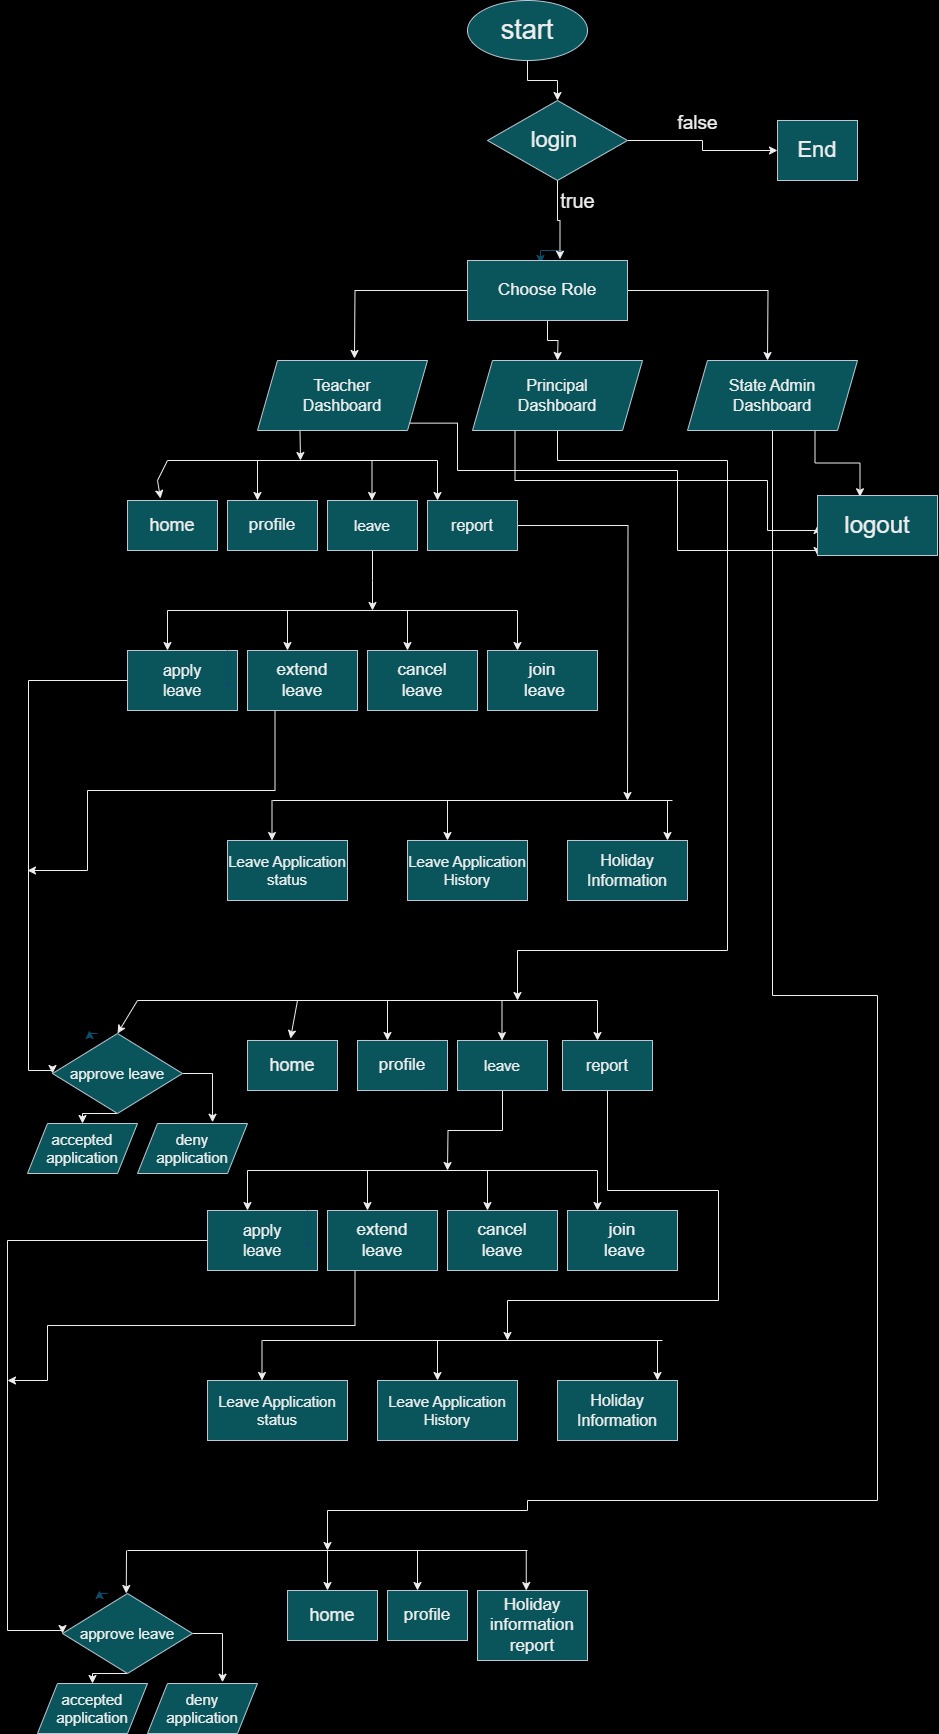 start
login
false
End
true
Choose Role
Teacher
Dashboard
Principal
Dashboard
State Admin
Dashboard
home
profile
leave
report
logout
apply
leave
extend
leave
cancel
leave
join
leave
Leave Application
status
Leave Application
History
Holiday
Information
approve leave
home
profile
leave
report
accepted
application
deny
application
apply
leave
extend
leave
cancel
leave
join
leave
Leave Application
status
Leave Application
History
Holiday
Information
approve leave
home
profile
Holiday
information
report
accepted
application
deny
application